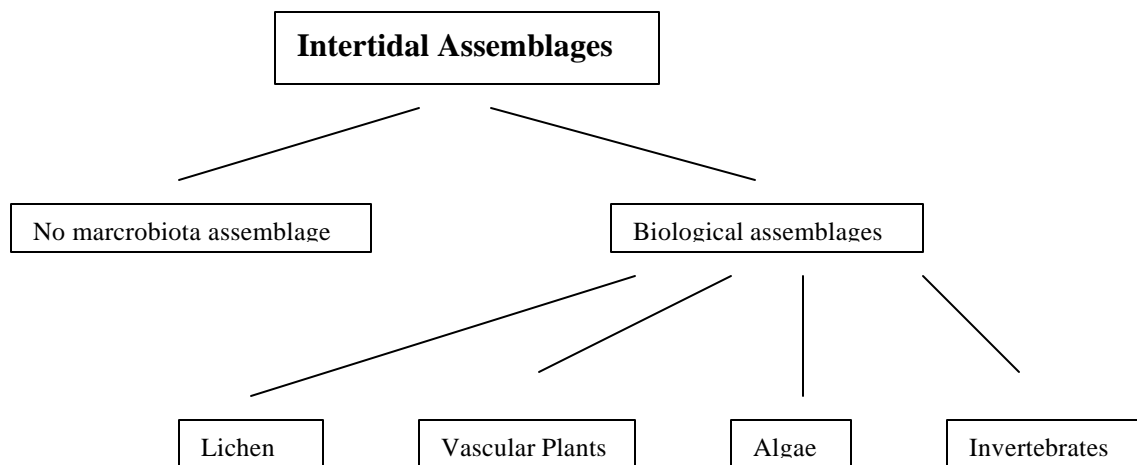 Intertidal Assemblages
No marcrobiota assemblage
Biological assemblages
Lichen
Vascular Plants
Algae
Invertebrates